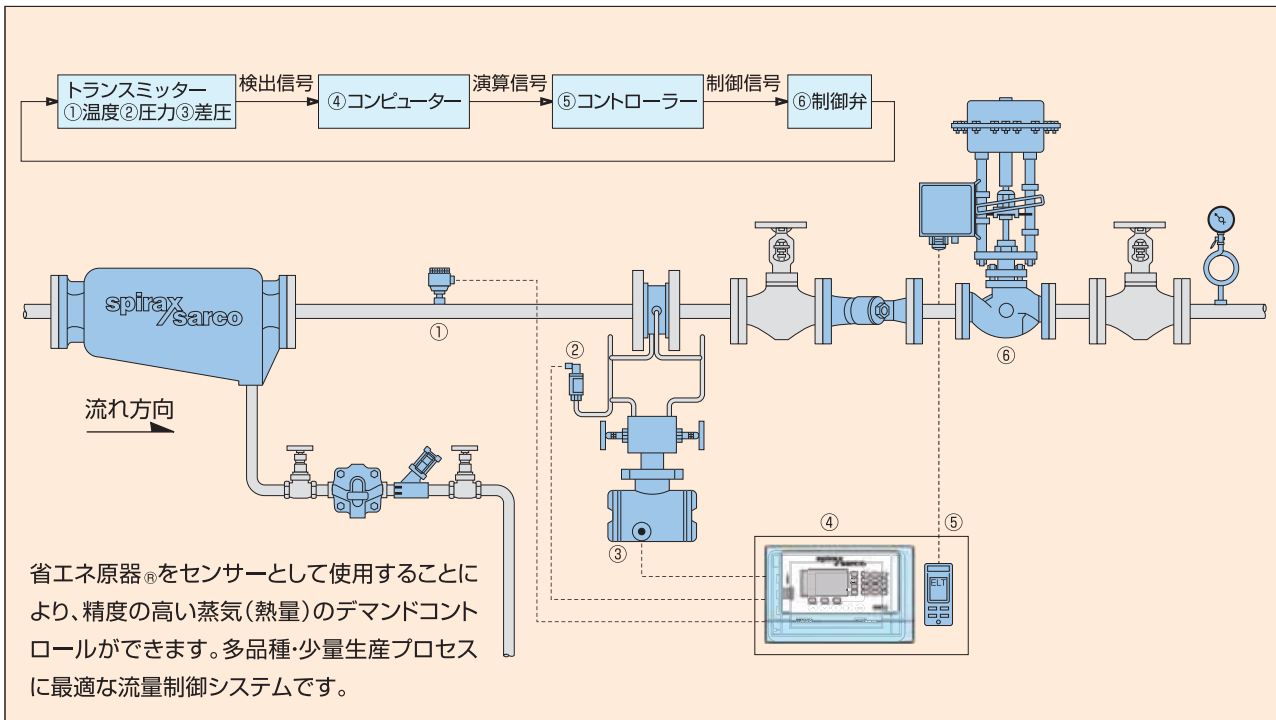 トランスミッター
①温度②圧力③差圧
検出信号
④コンピューター
演算信号
⑤コントローラー
制御信号
⑥制御弁
spirax
sarco
①
②
⑥
流れ方向
③
④
⑤
spirax
sarco
ELT
省エネ原器®をセンサーとして使用することに
より、精度の高い蒸気(熱量)のデマンドコント
ロールができます。多品種・少量生産プロセス
に最適な流量制御システムです。